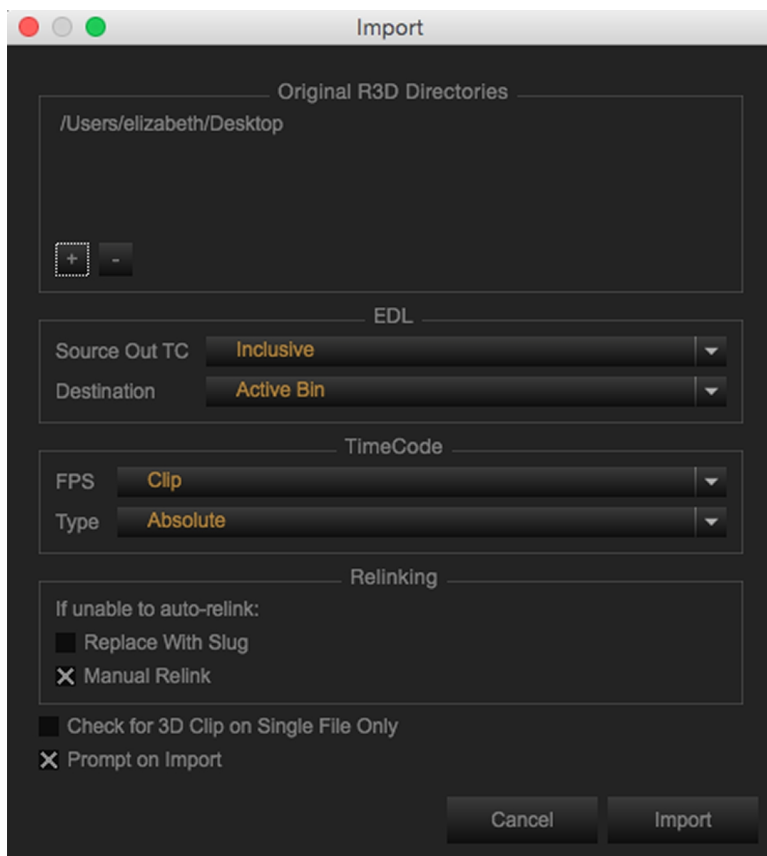 Import
Original R3D Directories
/Users/elizabeth/Desktop
+ -
EDL
Source Out TC Inclusive
Destination Active Bin
TimeCode
FPS Clip
Type Absolute
Relinking
If unable to auto-relink:
Replace With Slug
Manual Relink
Check for 3D Clip on Single File Only
Prompt on Import
Cancel Import